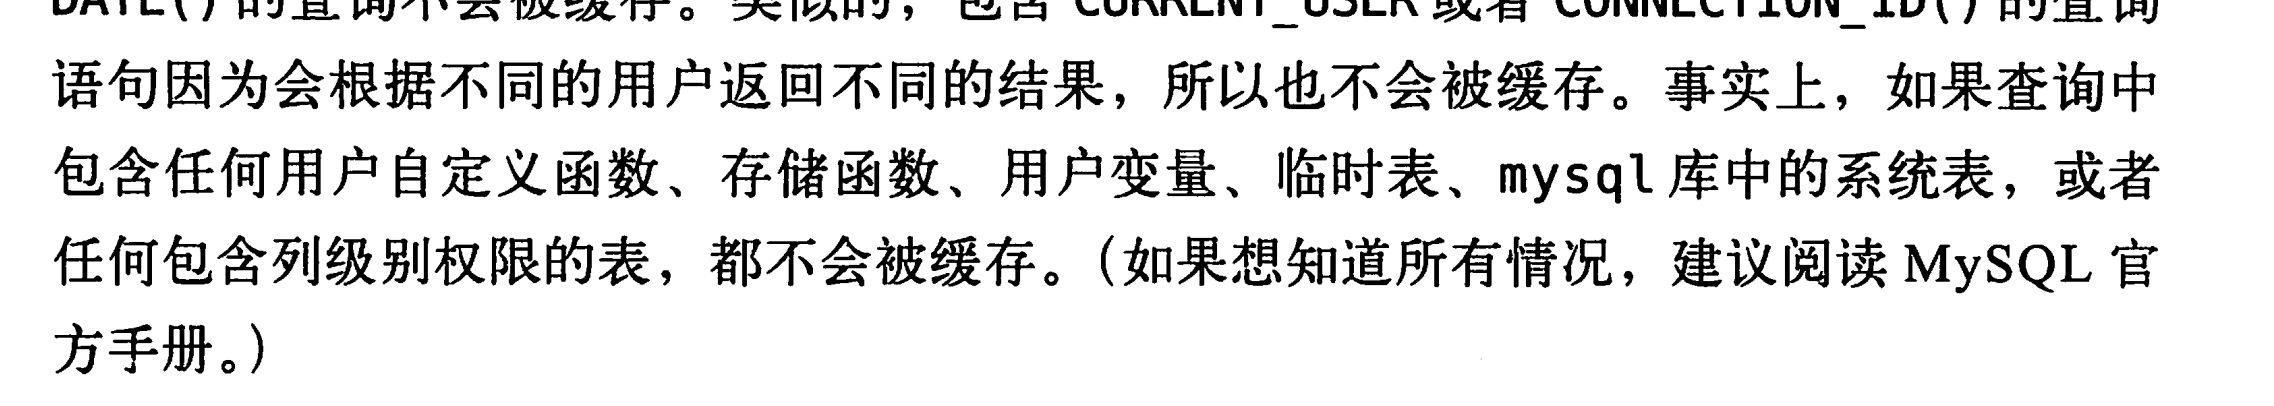 DATE() 的查询不会被缓存。类似的，包含 CURRENT_USER 或者 CONNECTION_ID() 的查询
语句因为会根据不同的用户返回不同的结果，所以也不会被缓存。事实上，如果查询中
包含任何用户自定义函数、存储函数、用户变量、临时表、mysql 库中的系统表，或者
任何包含列级别权限的表，都不会被缓存。（如果想知道所有情况，建议阅读 MySQL 官
方手册。）